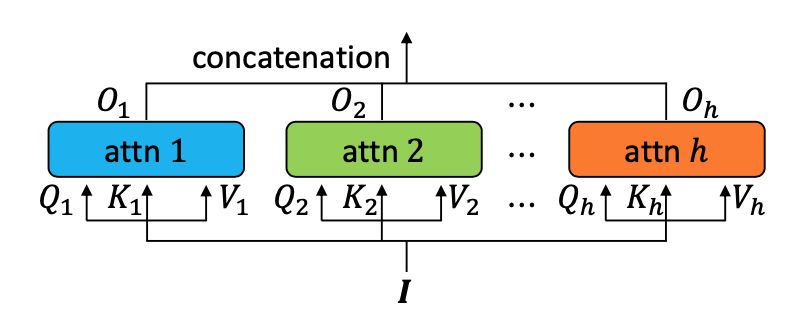 concatenation
O₁ O₂ ... Oₕ
attn 1 attn 2 ... attn h
Q₁ K₁ V₁ Q₂ K₂ V₂ ... Qₕ Kₕ Vₕ
I